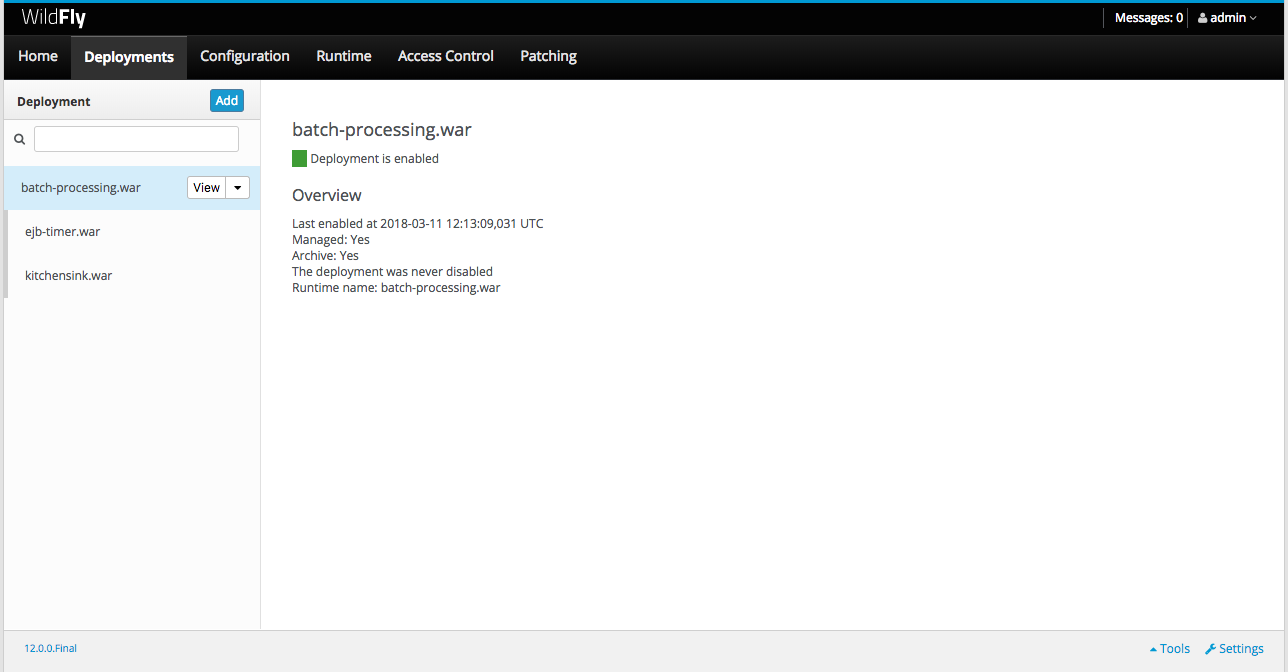 WildFly
Messages: 0
admin
Home
Deployments
Configuration
Runtime
Access Control
Patching
Deployment
Add
batch-processing.war
View
ejb-timer.war
kitchensink.war
batch-processing.war
Deployment is enabled
Overview
Last enabled at 2018-03-11 12:13:09,031 UTC
Managed: Yes
Archive: Yes
The deployment was never disabled
Runtime name: batch-processing.war
12.0.0.Final
Tools
Settings